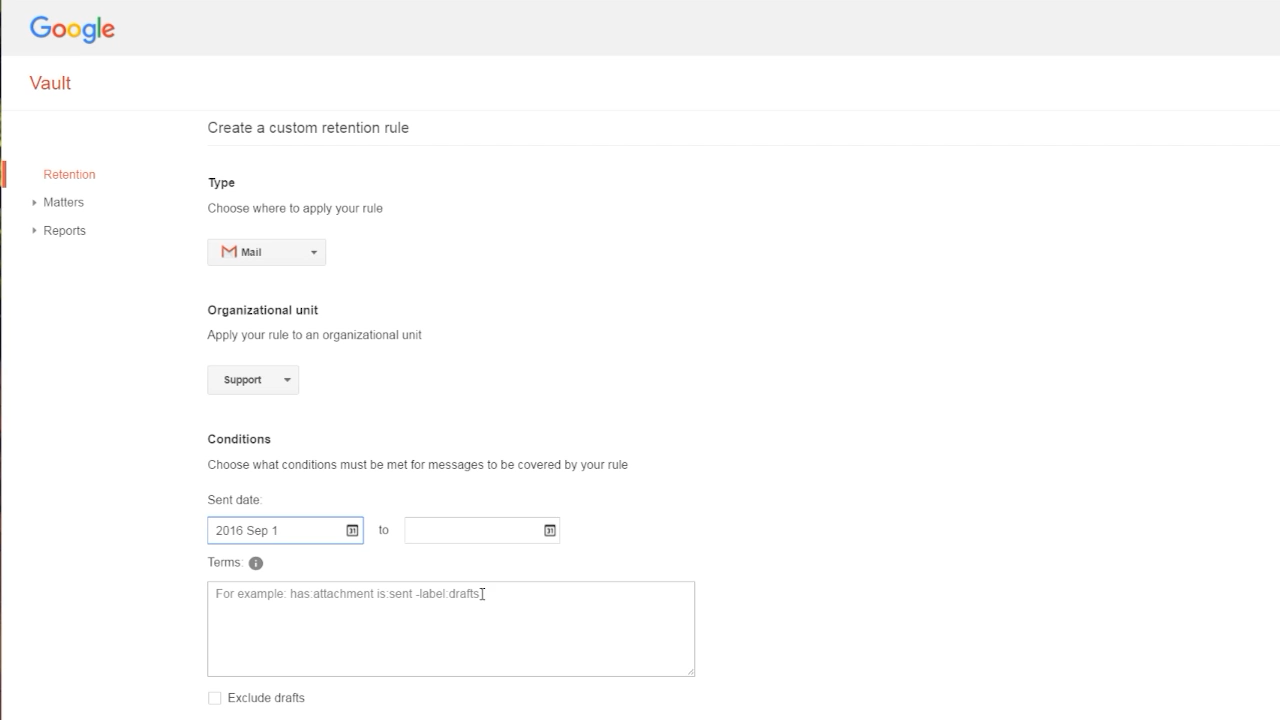 Google
Vault
Create a custom retention rule
Retention
Matters
Reports
Type
Choose where to apply your rule
Mail
Organizational unit
Apply your rule to an organizational unit
Support
Conditions
Choose what conditions must be met for messages to be covered by your rule
Sent date:
2016 Sep 1 31 to 31
Terms: i
For example: has:attachment is:sent -label:drafts
Exclude drafts